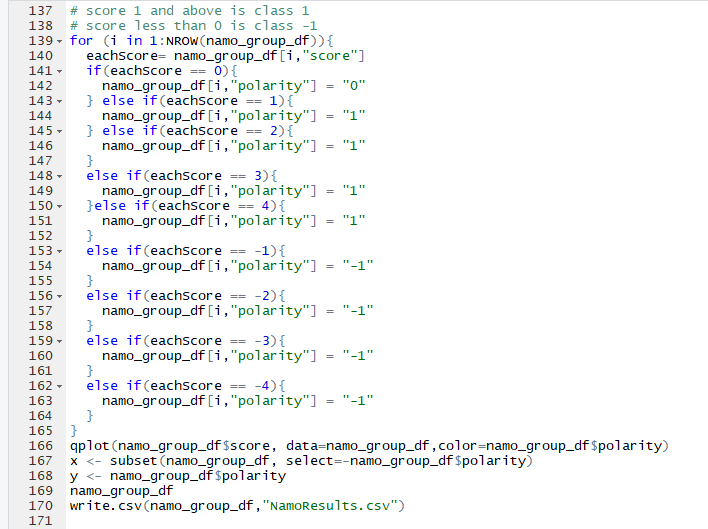 137 # score 1 and above is class 1
138 # score less than 0 is class -1
139 for (i in 1:NROW(namo_group_df)){
140 eachScore= namo_group_df[i,"score"]
141 if(eachScore == 0){
142 namo_group_df[i,"polarity"] = "0"
143 } else if(eachScore == 1){
144 namo_group_df[i,"polarity"] = "1"
145 } else if(eachScore == 2){
146 namo_group_df[i,"polarity"] = "1"
147 }
148 else if(eachScore == 3){
149 namo_group_df[i,"polarity"] = "1"
150 }else if(eachScore == 4){
151 namo_group_df[i,"polarity"] = "1"
152 }
153 else if(eachScore == -1){
154 namo_group_df[i,"polarity"] = "-1"
155 }
156 else if(eachScore == -2){
157 namo_group_df[i,"polarity"] = "-1"
158 }
159 else if(eachScore == -3){
160 namo_group_df[i,"polarity"] = "-1"
161 }
162 else if(eachScore == -4){
163 namo_group_df[i,"polarity"] = "-1"
164 }
165 }
166 qplot(namo_group_df$score, data=namo_group_df,color=namo_group_df$polarity)
167 x <- subset(namo_group_df, select=-namo_group_df$polarity)
168 y <- namo_group_df$polarity
169 namo_group_df
170 write.csv(namo_group_df,"NamoResults.csv")
171